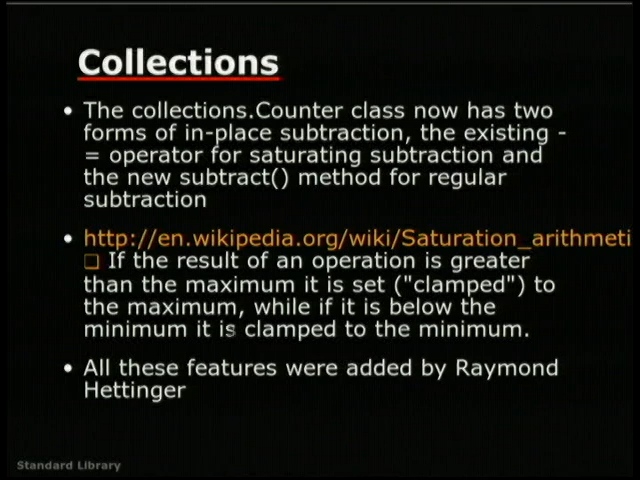 Collections
• The collections.Counter class now has two
forms of in-place subtraction, the existing -
= operator for saturating subtraction and
the new subtract() method for regular
subtraction
• http://en.wikipedia.org/wiki/Saturation_arithmeti
❑ If the result of an operation is greater
than the maximum it is set ("clamped") to
the maximum, while if it is below the
minimum it is clamped to the minimum.
• All these features were added by Raymond
Hettinger
Standard Library